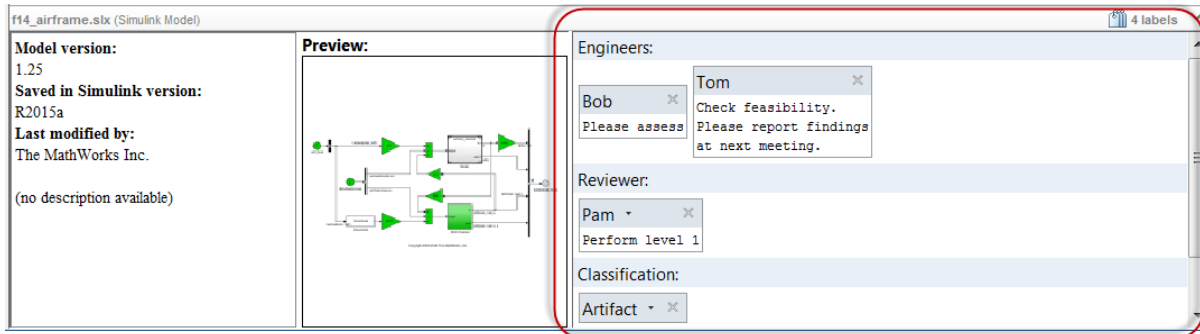 f14_airframe.slx (Simulink Model)
4 labels
Model version:
1.25
Saved in Simulink version:
R2015a
Last modified by:
The MathWorks Inc.
(no description available)
Preview:
Engineers:
Bob
Please assess
Tom
Check feasibility.
Please report findings
at next meeting.
Reviewer:
Pam
Perform level 1
Classification:
Artifact